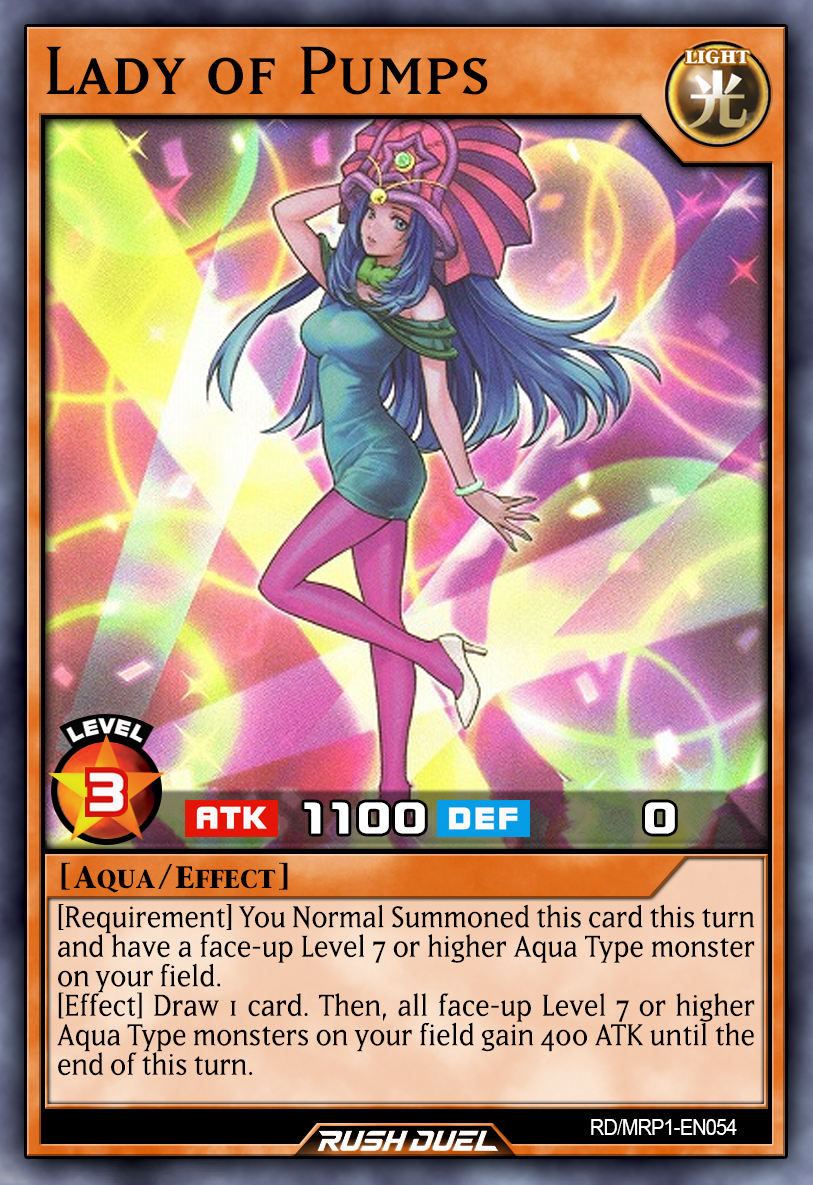 Lady of Pumps
LIGHT
光
LEVEL
3
ATK 1100 DEF 0
[Aqua/Effect]
[Requirement] You Normal Summoned this card this turn
and have a face-up Level 7 or higher Aqua Type monster
on your field.
[Effect] Draw 1 card. Then, all face-up Level 7 or higher
Aqua Type monsters on your field gain 400 ATK until the
end of this turn.
RUSH DUEL
RD/MRP1-EN054